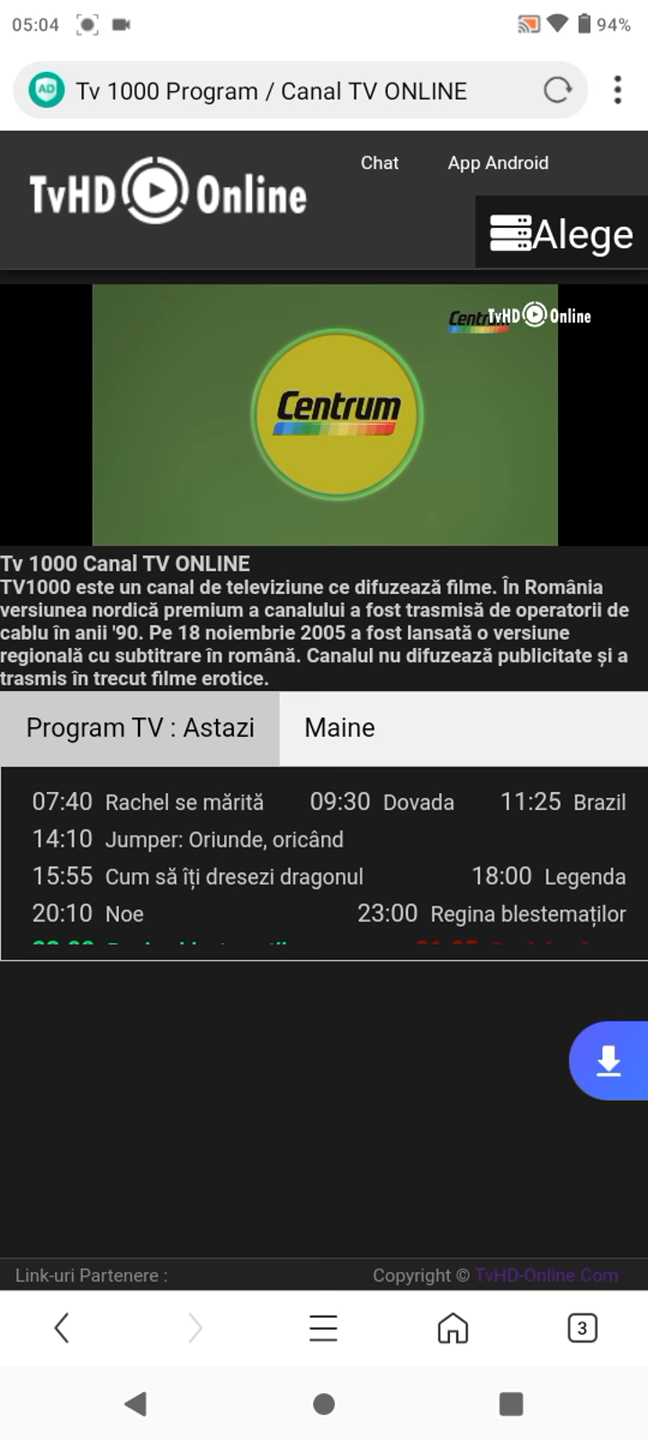 05:04
94%
AD Tv 1000 Program / Canal TV ONLINE
Chat App Android
TvHD Online
Alege
Centrum TvHD Online
Centrum
Tv 1000 Canal TV ONLINE
TV1000 este un canal de televiziune ce difuzează filme. În România
versiunea nordică premium a canalului a fost trasmisă de operatorii de
cablu în anii '90. Pe 18 noiembrie 2005 a fost lansată o versiune
regională cu subtitrare în română. Canalul nu difuzează publicitate și a
trasmis în trecut filme erotice.
Program TV : Astazi Maine
07:40 Rachel se mărită 09:30 Dovada 11:25 Brazil
14:10 Jumper: Oriunde, oricând
15:55 Cum să îți dresezi dragonul 18:00 Legenda
20:10 Noe 23:00 Regina blestemaților
Link-uri Partenere : Copyright © TvHD-Online.Com
3